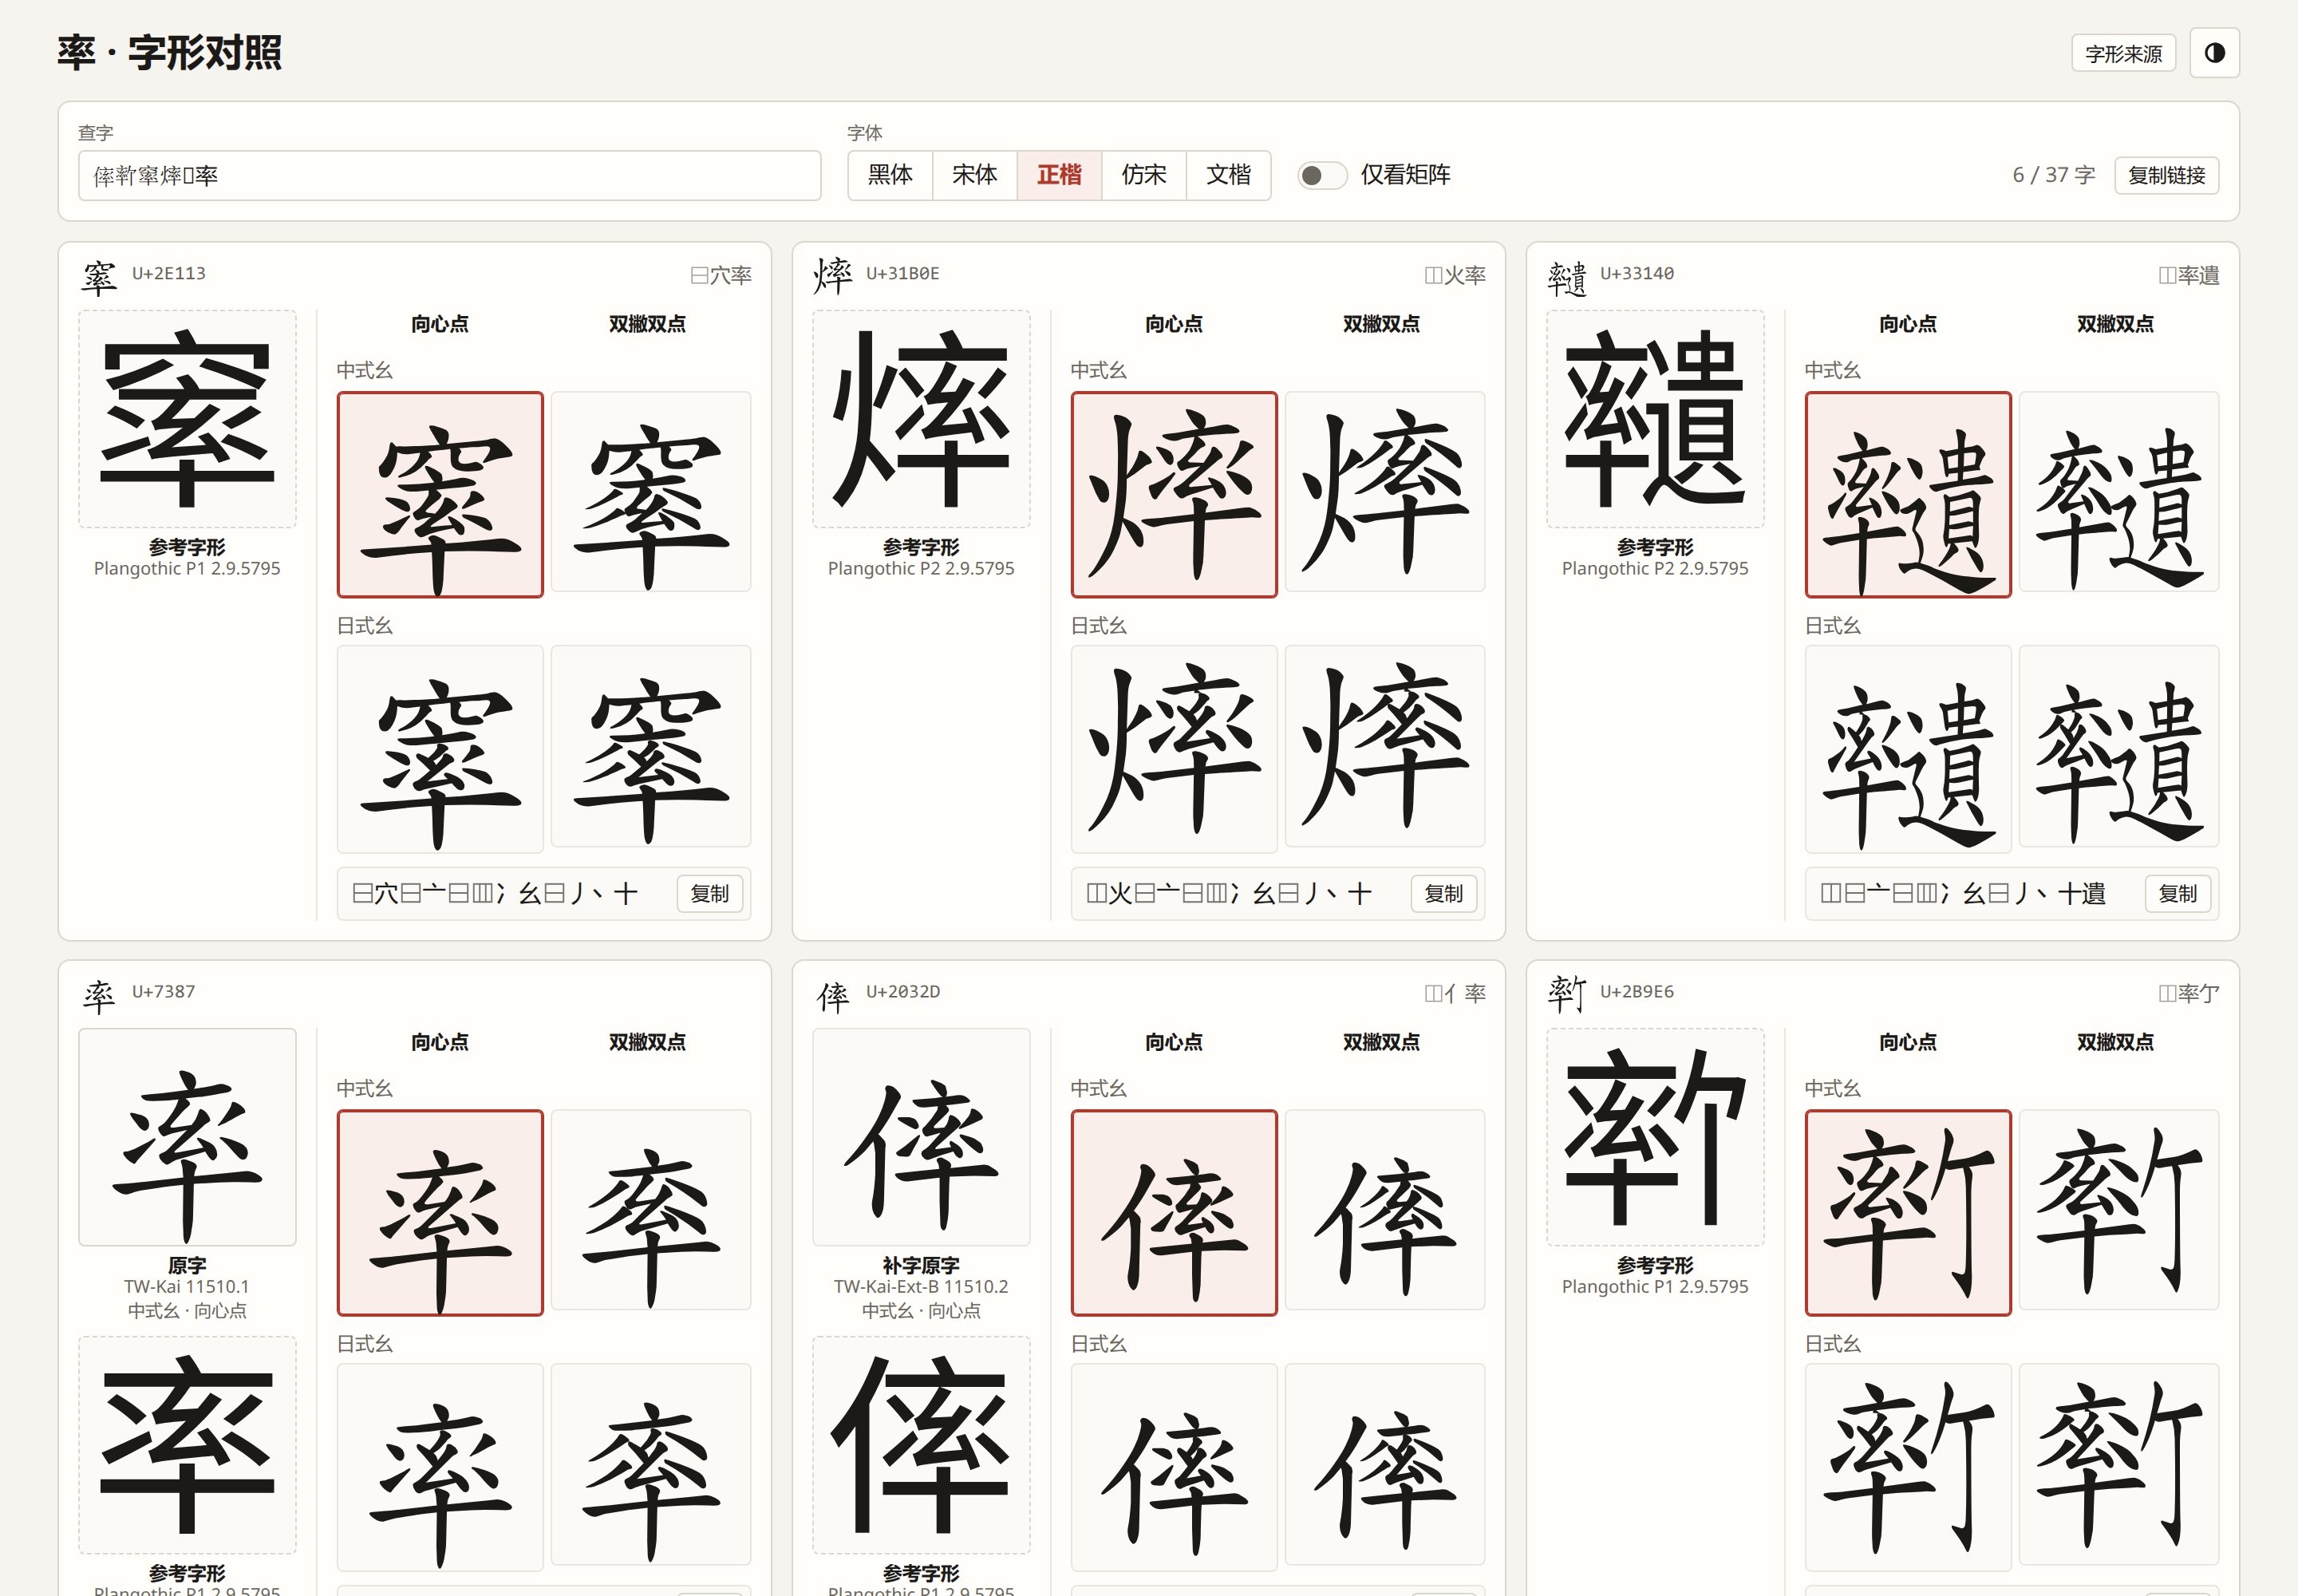 率 · 字形对照
字形来源
查字
𠌭𫧦𮄓𱬎𳅀率
字体
黑体 宋体 正楷 仿宋 文楷
仅看矩阵
6 / 37 字
复制链接
𮄓 U+2E113 ⿱穴率
向心点 双撇双点
中式幺
参考字形
Plangothic P1 2.9.5795
日式幺
⿱穴⿱亠⿱⿲冫幺⿱丿丶十 复制
𱬎 U+31B0E ⿰火率
向心点 双撇双点
中式幺
参考字形
Plangothic P2 2.9.5795
日式幺
⿰火⿱亠⿱⿲冫幺⿱丿丶十 复制
𳅀 U+33140 ⿰率遺
向心点 双撇双点
中式幺
参考字形
Plangothic P2 2.9.5795
日式幺
⿰⿱亠⿱⿲冫幺⿱丿丶十遺 复制
率 U+7387
向心点 双撇双点
中式幺
率
原字
TW-Kai 11510.1
中式幺 · 向心点
日式幺
率
参考字形
Plangothic P1 2.9.5795
U+2032D ⿰亻率
向心点 双撇双点
中式幺
补字原字
TW-Kai-Ext-B 11510.2
中式幺 · 向心点
日式幺
参考字形
Plangothic P1 2.9.5795
U+2B9E6 ⿰率亇
向心点 双撇双点
中式幺
参考字形
Plangothic P1 2.9.5795
日式幺